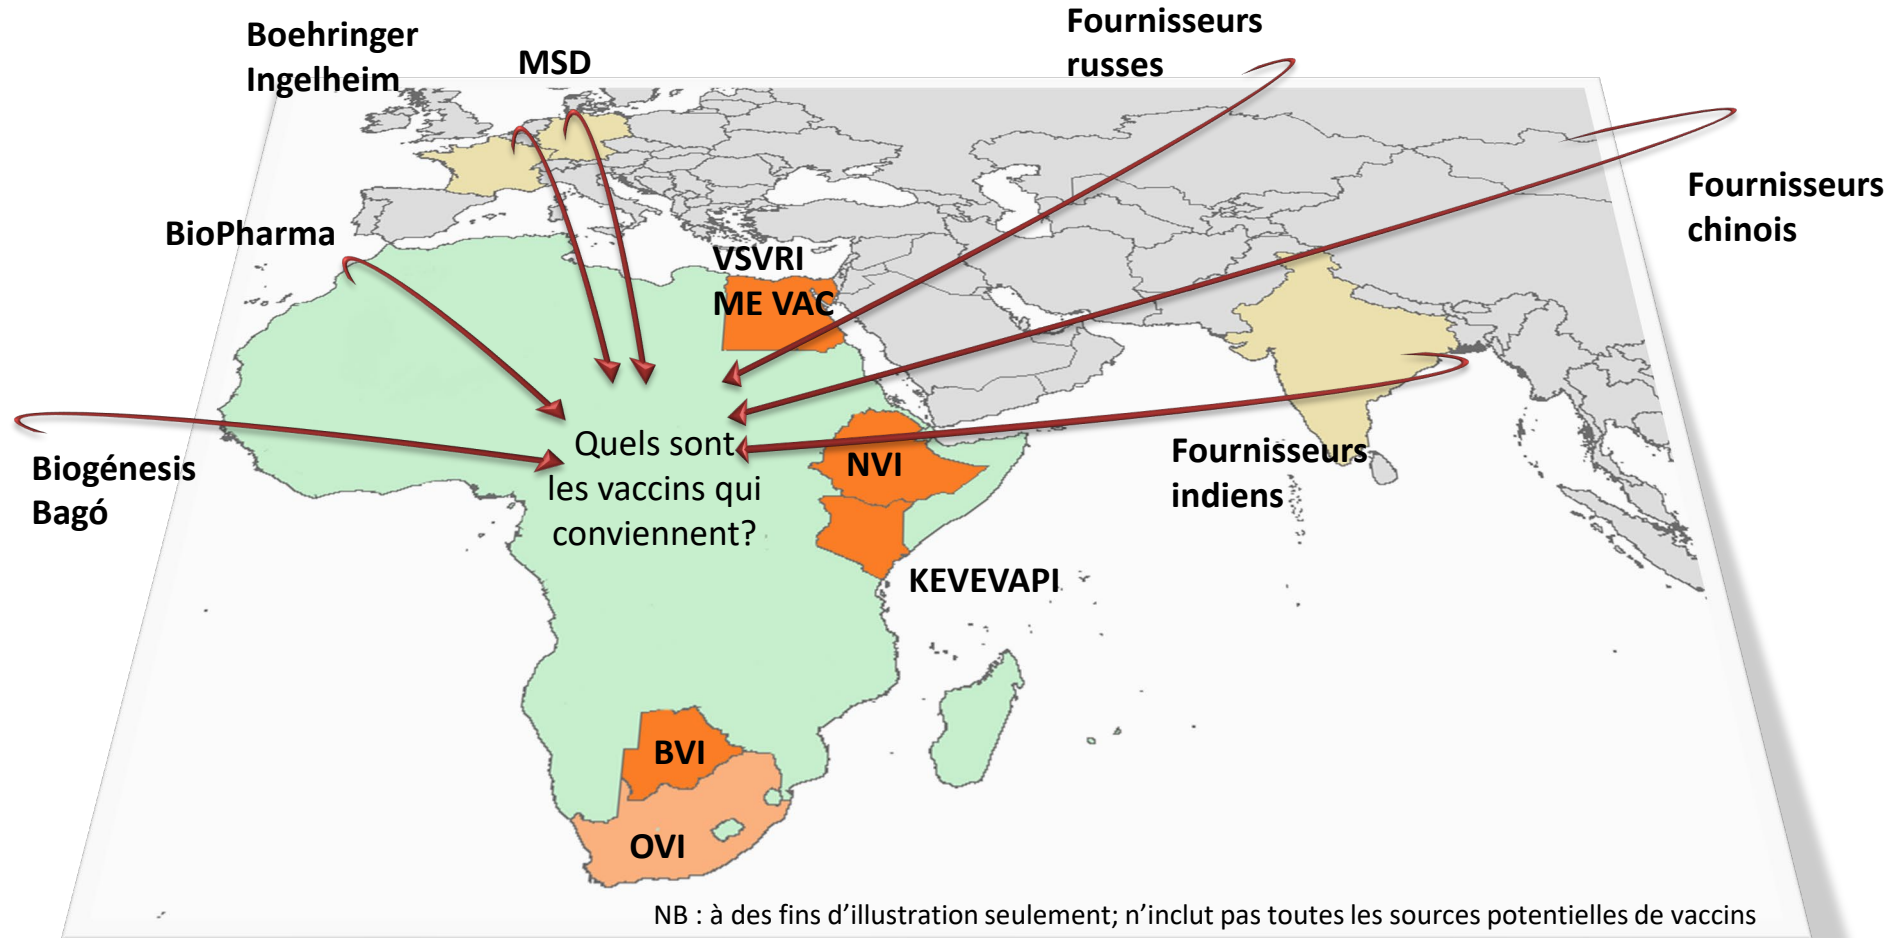 Boehringer
Ingelheim
MSD
Fournisseurs
russes
Fournisseurs
chinois
BioPharma
VSVRI
ME VAC
Biogénesis
Bagó
Quels sont
les vaccins qui
conviennent?
NVI
Fournisseurs
indiens
KEVEVAPI
BVI
OVI
NB : à des fins d’illustration seulement; n’inclut pas toutes les sources potentielles de vaccins